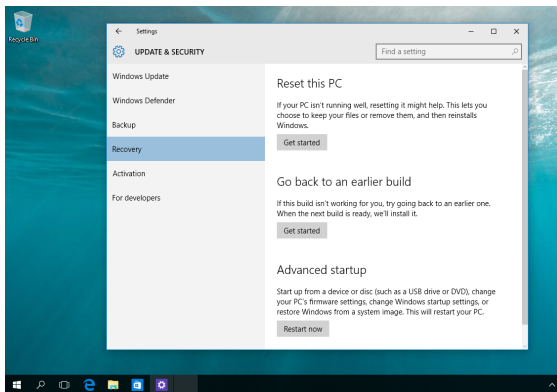 Recycle Bin
Settings
UPDATE & SECURITY
Find a setting
Windows Update
Windows Defender
Backup
Recovery
Activation
For developers
Reset this PC
If your PC isn't running well, resetting it might help. This lets you
choose to keep your files or remove them, and then reinstalls
Windows.
Get started
Go back to an earlier build
If this build isn't working for you, try going back to an earlier one.
When the next build is ready, we'll install it.
Get started
Advanced startup
Start up from a device or disc (such as a USB drive or DVD), change
your PC's firmware settings, change Windows startup settings, or
restore Windows from a system image. This will restart your PC.
Restart now